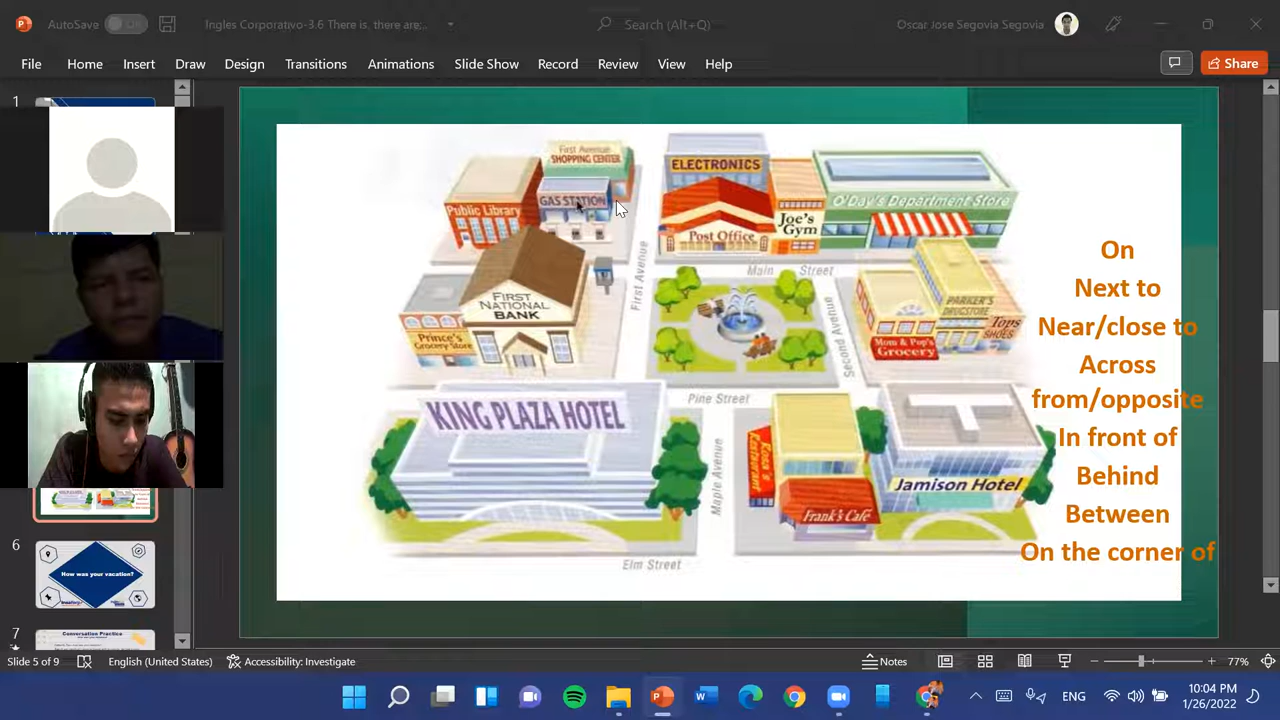 AutoSave
Off
Ingles Corporativo-3.6 There is, there are:...
Search (Alt+Q)
Oscar Jose Segovia Segovia
File
Home
Insert
Draw
Design
Transitions
Animations
Slide Show
Record
Review
View
Help
Share
1
First Avenue
SHOPPING CENTER
GAS STATION
Public Library
ELECTRONICS
Post Office
Joe's
Gym
O'Day's Department Store
Main Street
First Avenue
FIRST
NATIONAL
BANK
Prince's
Grocery Store
Second Avenue
PARKER'S
DRUGSTORE
Tops
SHOES
Mom & Pop's
Grocery
Pine Street
KING PLAZA HOTEL
Maple Avenue
Rosa's
Restaurant
Frank's Café
Jamison Hotel
Elm Street
On
Next to
Near/close to
Across
from/opposite
In front of
Behind
Between
On the corner of
6
How was your vacation?
7
Conversation Practice
Slide 5 of 9
English (United States)
Accessibility: Investigate
Notes
77%
ENG
10:04 PM
1/26/2022